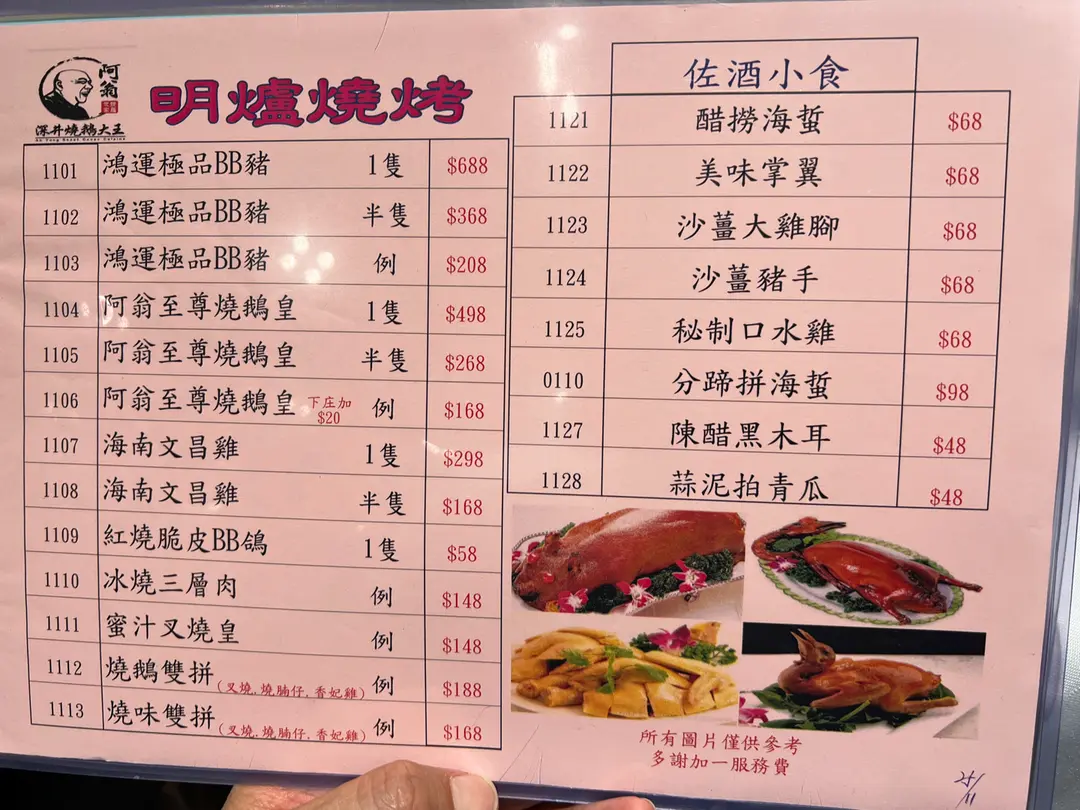 阿翁
深井燒鵝大王
明爐燒烤
1101 鴻運極品BB豬 1隻 $688
1102 鴻運極品BB豬 半隻 $368
1103 鴻運極品BB豬 例 $208
1104 阿翁至尊燒鵝皇 1隻 $498
1105 阿翁至尊燒鵝皇 半隻 $268
1106 阿翁至尊燒鵝皇 下庄加 $20 例 $168
1107 海南文昌雞 1隻 $298
1108 海南文昌雞 半隻 $168
1109 紅燒脆皮BB鴿 1隻 $58
1110 冰燒三層肉 例 $148
1111 蜜汁叉燒皇 例 $148
1112 燒鵝雙拼(叉燒.燒腩仔.香妃雞) 例 $188
1113 燒味雙拼(叉燒.燒腩仔.香妃雞) 例 $168
佐酒小食
1121 醋撈海蜇 $68
1122 美味掌翼 $68
1123 沙薑大雞腳 $68
1124 沙薑豬手 $68
1125 秘制口水雞 $68
0110 分蹄拼海蜇 $98
1127 陳醋黑木耳 $48
1128 蒜泥拍青瓜 $48
所有圖片僅供參考
多謝加一服務費